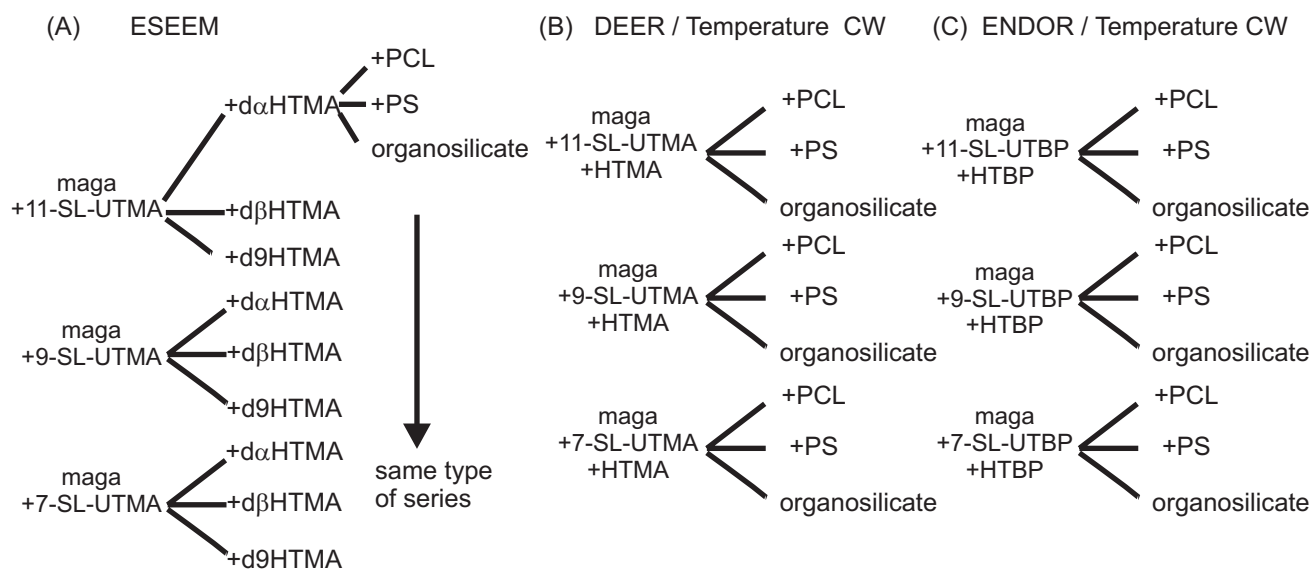 (A) ESEEM
+PCL
+dαHTMA
+PS
organosilicate
maga
+11-SL-UTMA
+dβHTMA
+d9HTMA
+dαHTMA
maga
+9-SL-UTMA
+dβHTMA
+d9HTMA
+dαHTMA
maga
+7-SL-UTMA
+dβHTMA
+d9HTMA
same type
of series
(B) DEER / Temperature CW
+PCL
maga
+11-SL-UTMA
+HTMA
+PS
organosilicate
+PCL
maga
+9-SL-UTMA
+HTMA
+PS
organosilicate
+PCL
maga
+7-SL-UTMA
+HTMA
+PS
organosilicate
(C) ENDOR / Temperature CW
+PCL
maga
+11-SL-UTBP
+HTBP
+PS
organosilicate
+PCL
maga
+9-SL-UTBP
+HTBP
+PS
organosilicate
+PCL
maga
+7-SL-UTBP
+HTBP
+PS
organosilicate